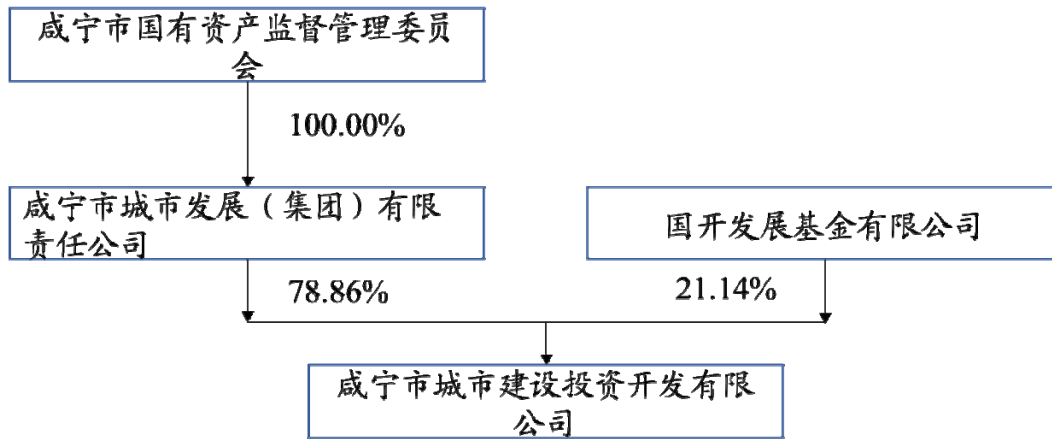 咸宁市国有资产监督管理委员
会
100.00%
咸宁市城市发展（集团）有限
责任公司
国开发展基金有限公司
78.86%
21.14%
咸宁市城市建设投资开发有限
公司